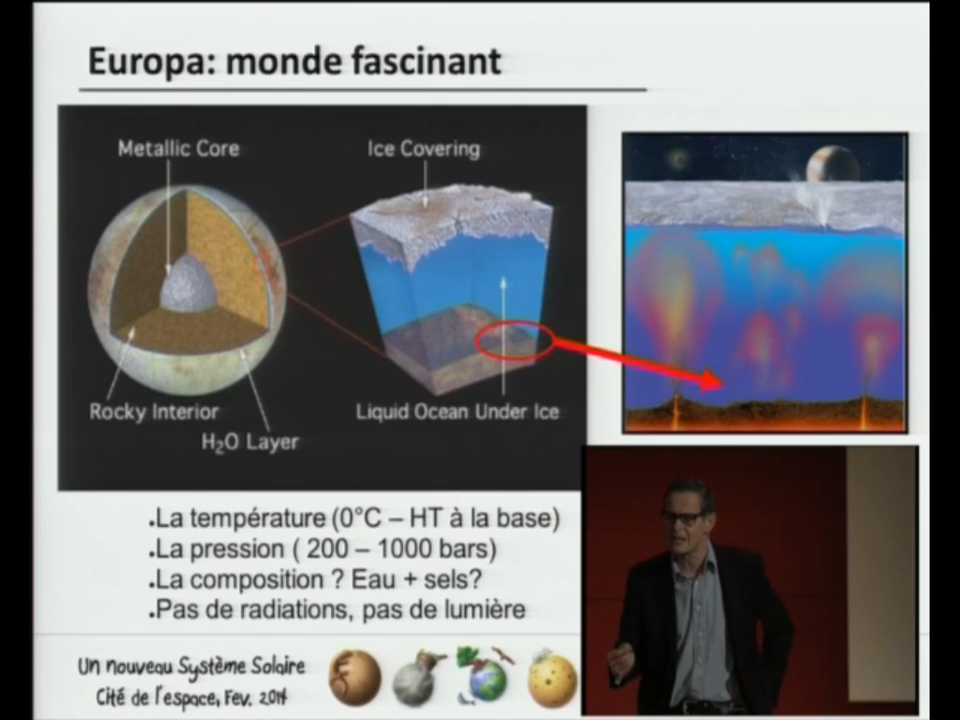 Europa: monde fascinant
Metallic Core
Ice Covering
Rocky Interior
H₂O Layer
Liquid Ocean Under Ice
.La température (0°C – HT à la base)
.La pression ( 200 – 1000 bars)
.La composition ? Eau + sels?
.Pas de radiations, pas de lumière
Un nouveau Système Solaire
Cité de l'espace, Fev. 2014